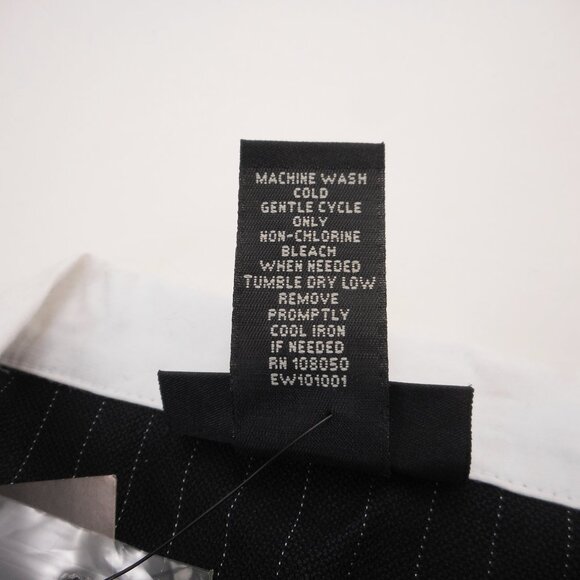 MACHINE WASH
COLD
GENTLE CYCLE
ONLY
NON-CHLORINE
BLEACH
WHEN NEEDED
TUMBLE DRY LOW
REMOVE
PROMPTLY
COOL IRON
IF NEEDED
RN 108050
EW101001